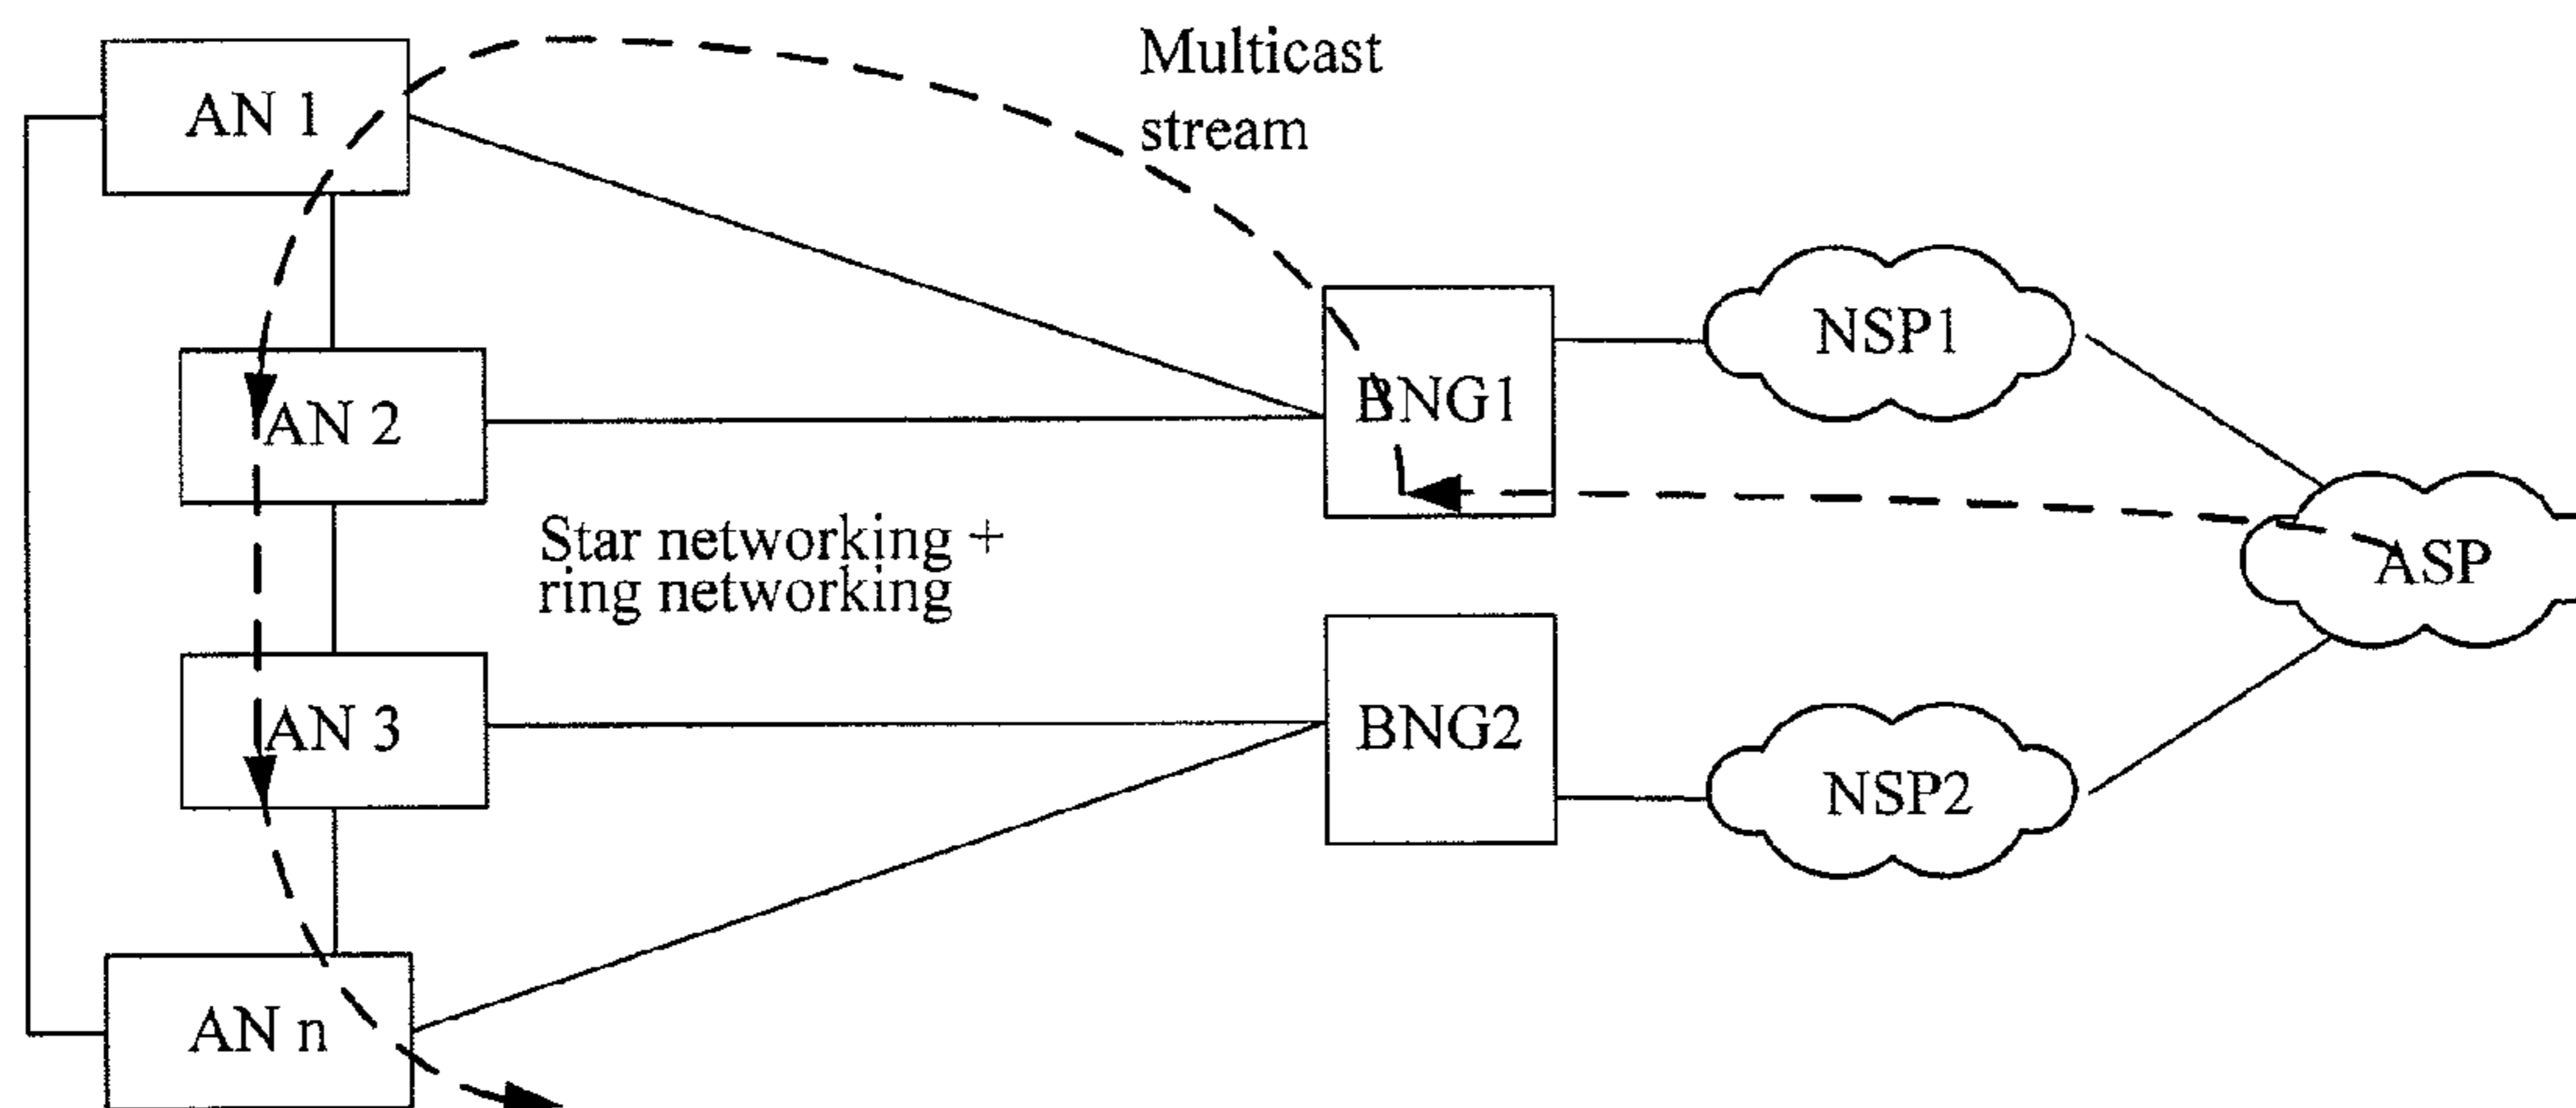 Multicast
stream
AN 1
NSP1
BNG1
AN 2
Star networking +
ring networking
ASP
AN 3
BNG2
NSP2
AN n